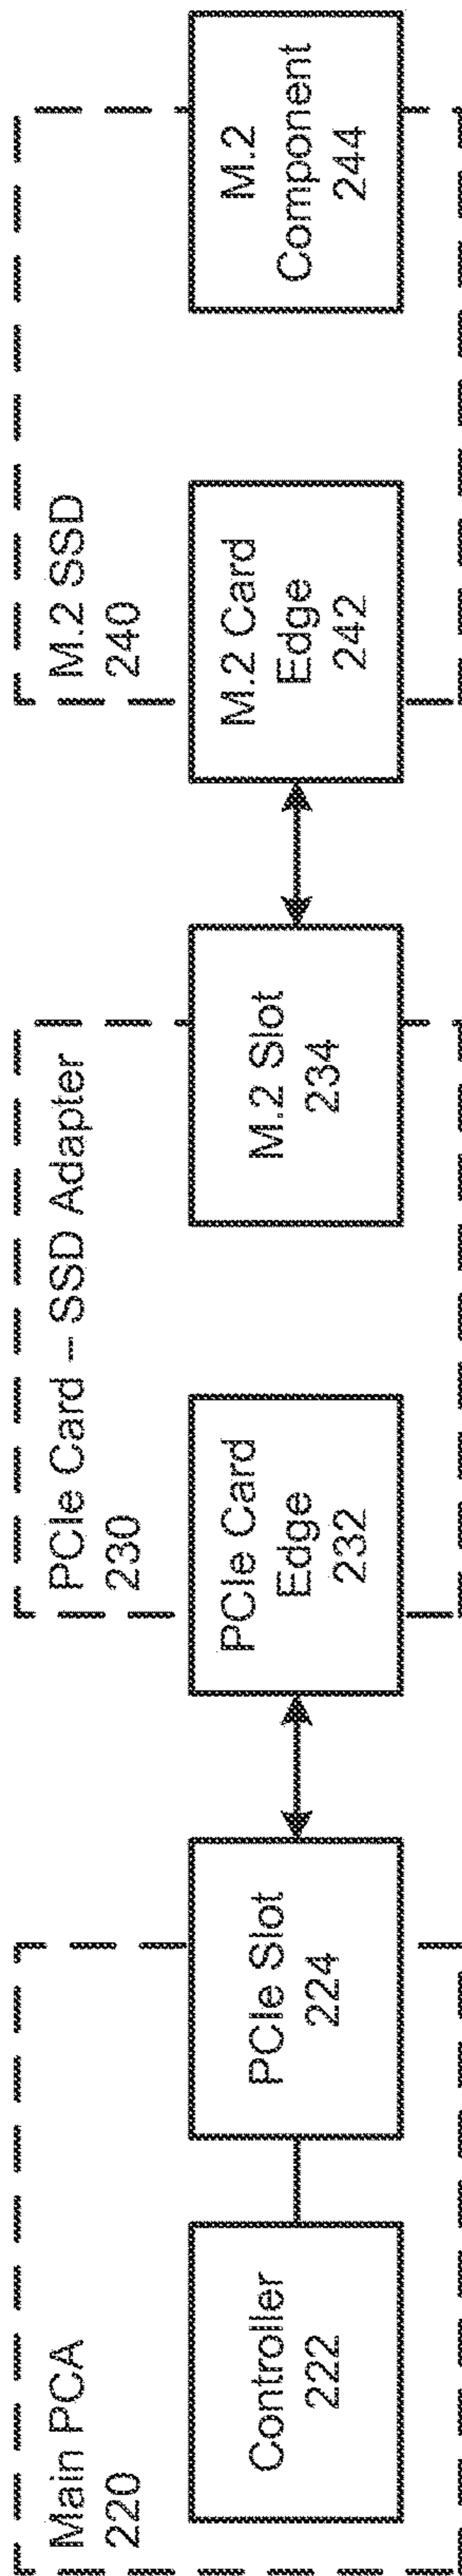 Main PCA
220
Controller
222
PCIe Slot
224
PCIe Card – SSD Adapter
230
PCIe Card
Edge
232
M.2 Slot
234
M.2 SSD
240
M.2 Card
Edge
242
M.2
Component
244